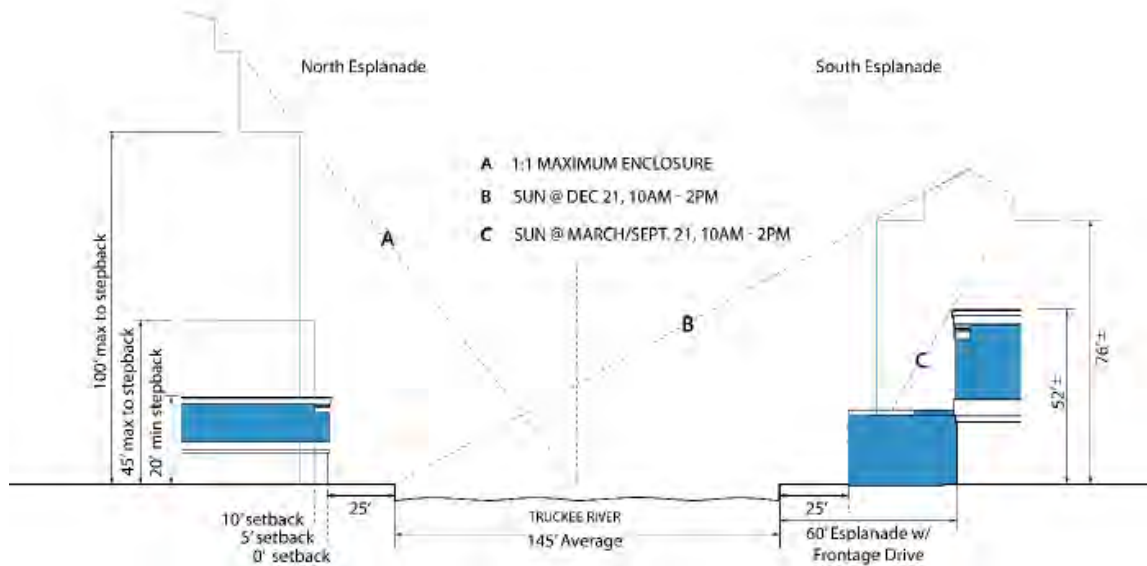 North Esplanade
South Esplanade
A 1:1 MAXIMUM ENCLOSURE
B SUN @ DEC 21, 10AM - 2PM
C SUN @ MARCH/SEPT. 21, 10AM - 2PM
A
B
C
100' max to stepback
45' max to stepback
20' min stepback
52'±
76'±
25'
10' setback
5' setback
0' setback
TRUCKEE RIVER
145' Average
25'
60' Esplanade w/
Frontage Drive